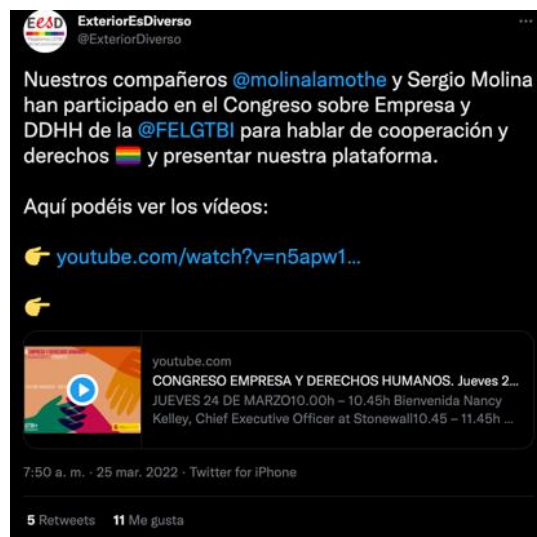 EesD
ExteriorEsDiverso
@ExteriorDiverso
Nuestros compañeros @molinalamothe y Sergio Molina
han participado en el Congreso sobre Empresa y
DDHH de la @FELGTBI para hablar de cooperación y
derechos 🏳️‍🌈 y presentar nuestra plataforma.
Aquí podéis ver los vídeos:
👉 youtube.com/watch?v=n5apw1...
👉
youtube.com
CONGRESO EMPRESA Y DERECHOS HUMANOS. Jueves 2...
JUEVES 24 DE MARZO10.00h – 10.45h Bienvenida Nancy
Kelley, Chief Executive Officer at Stonewall10.45 – 11.45h ...
7:50 a. m. · 25 mar. 2022 · Twitter for iPhone
5 Retweets 11 Me gusta